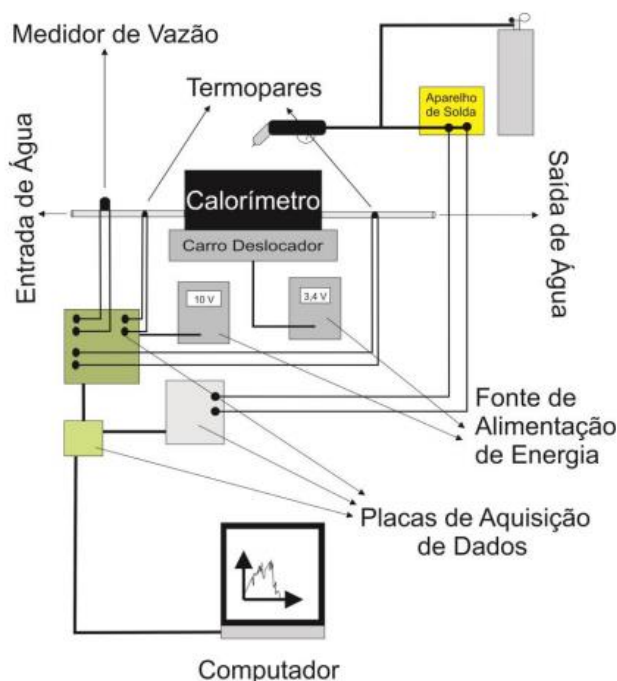 Medidor de Vazão
Termopares
Aparelho
de Solda
Entrada de Água
Calorímetro
Carro Deslocador
Saída de Água
10 V
3,4 V
Fonte de
Alimentação
de Energia
Placas de Aquisição
de Dados
Computador